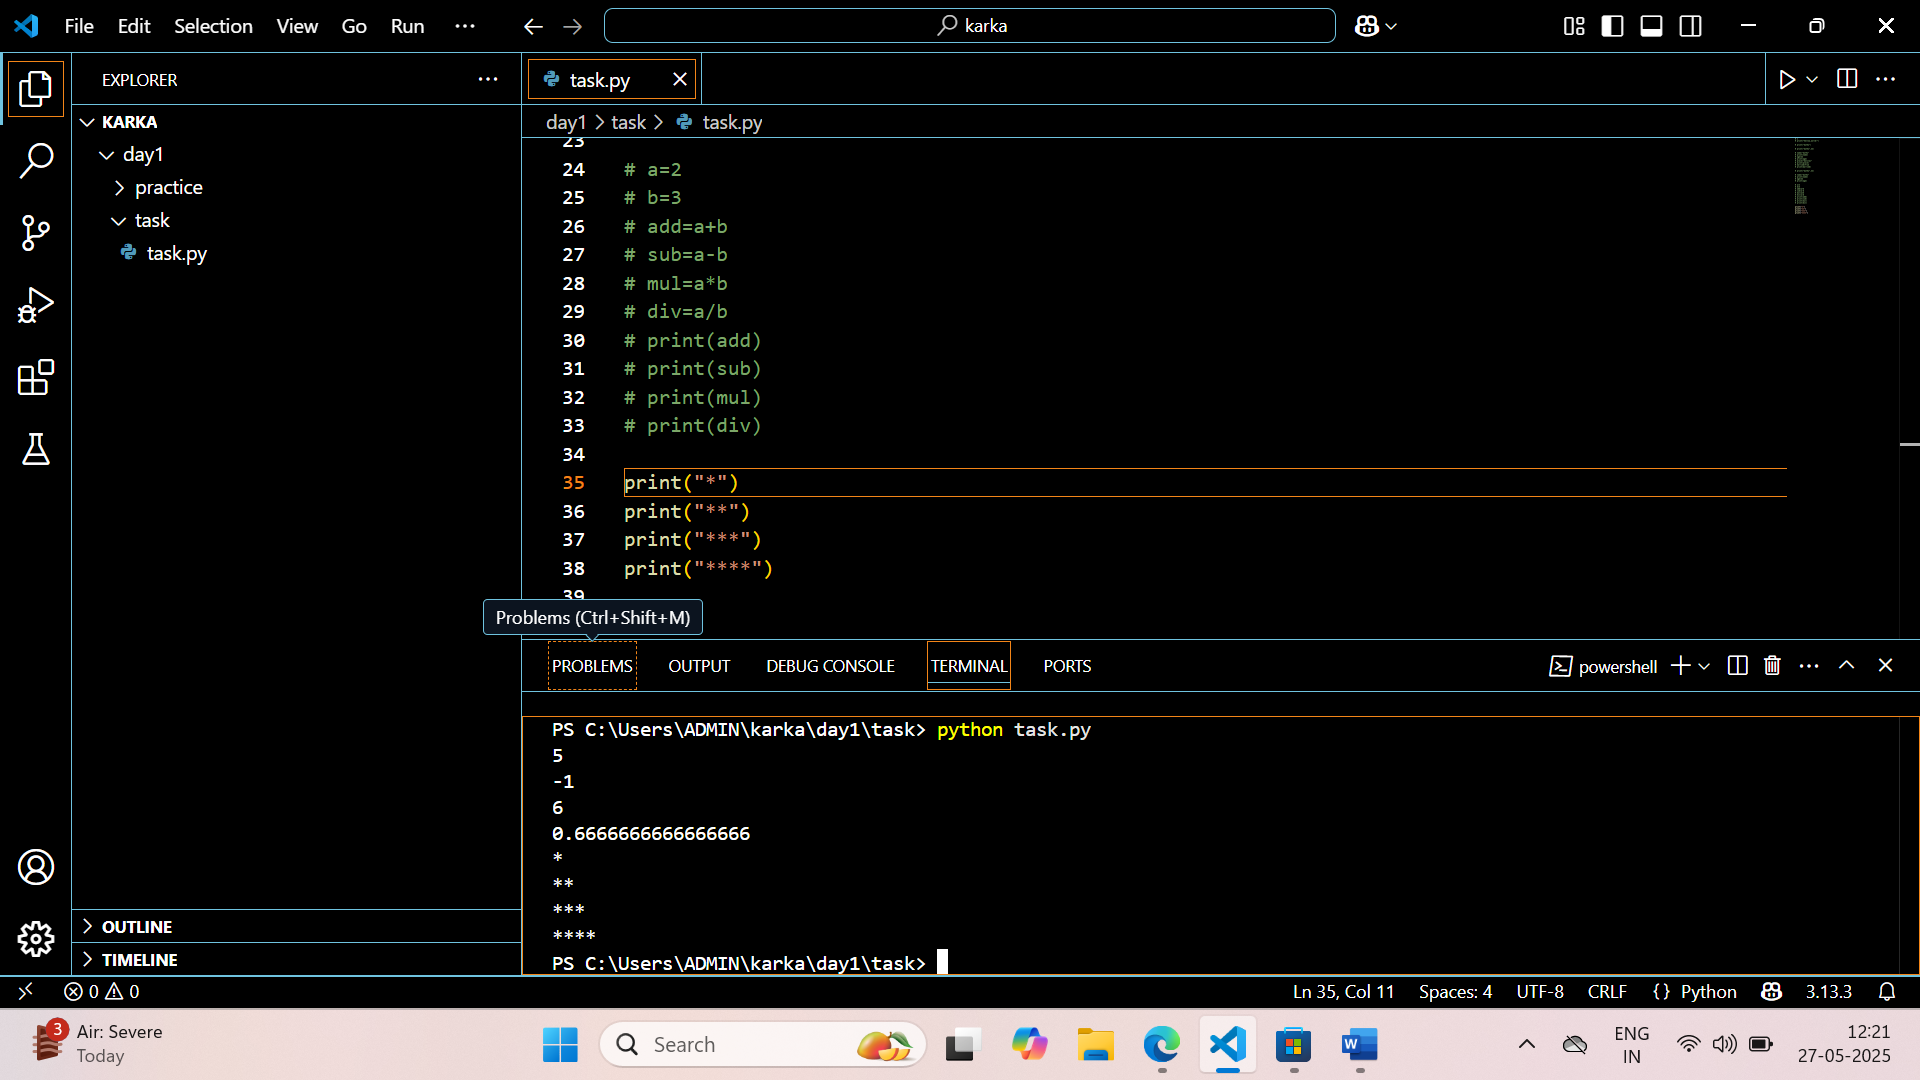 File Edit Selection View Go Run ... karka
EXPLORER ...
task.py
KARKA
day1
practice
task
task.py
day1 > task > task.py
23
24 # a=2
25 # b=3
26 # add=a+b
27 # sub=a-b
28 # mul=a*b
29 # div=a/b
30 # print(add)
31 # print(sub)
32 # print(mul)
33 # print(div)
34
35 print("*")
36 print("**")
37 print("***")
38 print("****")
39
Problems (Ctrl+Shift+M)
PROBLEMS OUTPUT DEBUG CONSOLE TERMINAL PORTS powershell
PS C:\Users\ADMIN\karka\day1\task> python task.py
5
-1
6
0.6666666666666666
*
**
***
****
PS C:\Users\ADMIN\karka\day1\task>
OUTLINE
TIMELINE
0 0 Ln 35, Col 11 Spaces: 4 UTF-8 CRLF {} Python 3.13.3
3 Air: Severe
Today
Search
W
ENG
IN
12:21
27-05-2025